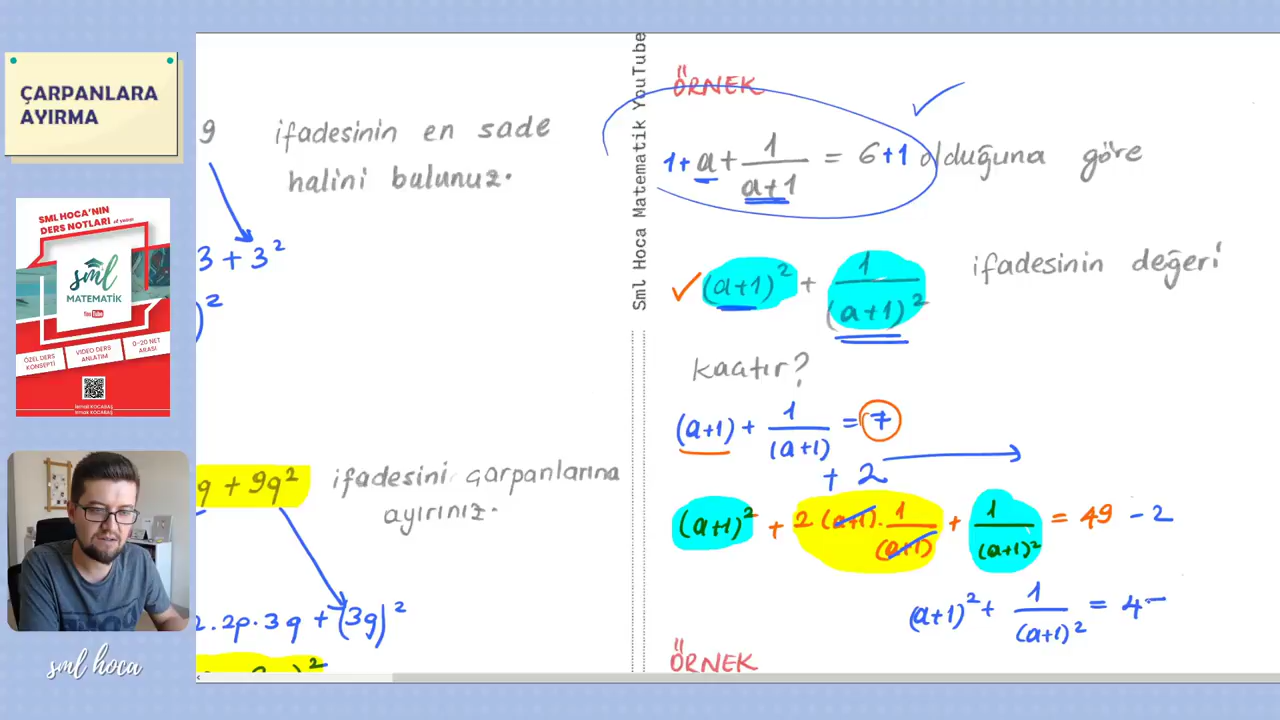 ÇARPANLARA
AYIRMA
SML HOCA'NIN
DERS NOTLARI
sml
MATEMATİK
YouTube
ÖZEL DERS
KONSEPTİ
VIDEO DERS
ANLATIM
0-20 NET
ARASI
sml hoca
9 ifadesinin en sade
halini bulunuz.
3 + 3²
)²
q + 9q² ifadesini çarpanlarına
ayırınız.
2.2p.3q + (3q)²
Sml Hoca Matematik YouTube
ÖRNEK
1+ a + 1/(a+1) = 6 +1 olduğuna göre
(a+1)² + 1/(a+1)² ifadesinin değeri
kaçtır?
(a+1) + 1/(a+1) = 7
+ 2
(a+1)² + 2(a+1).1/(a+1) + 1/(a+1)² = 49 - 2
(a+1)² + 1/(a+1)² = 4
ÖRNEK